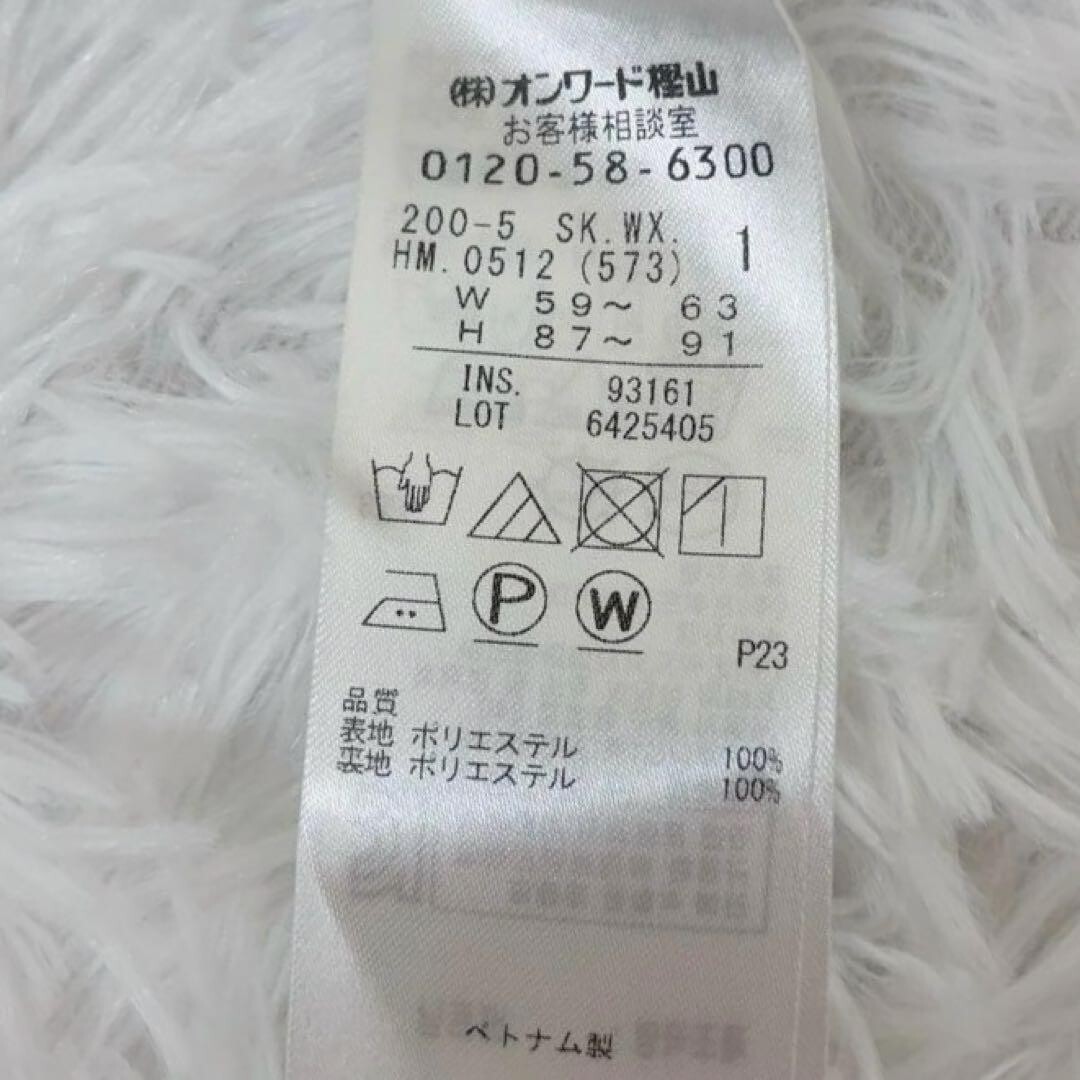 (株)オンワード樫山
お客様相談室
0120-58-6300
200-5 SK.WX. 1
HM.0512 (573)
W 59～ 63
H 87～ 91
INS. 93161
LOT 6425405
P W
P23
品質
表地 ポリエステル 100%
裏地 ポリエステル 100%
ベトナム製